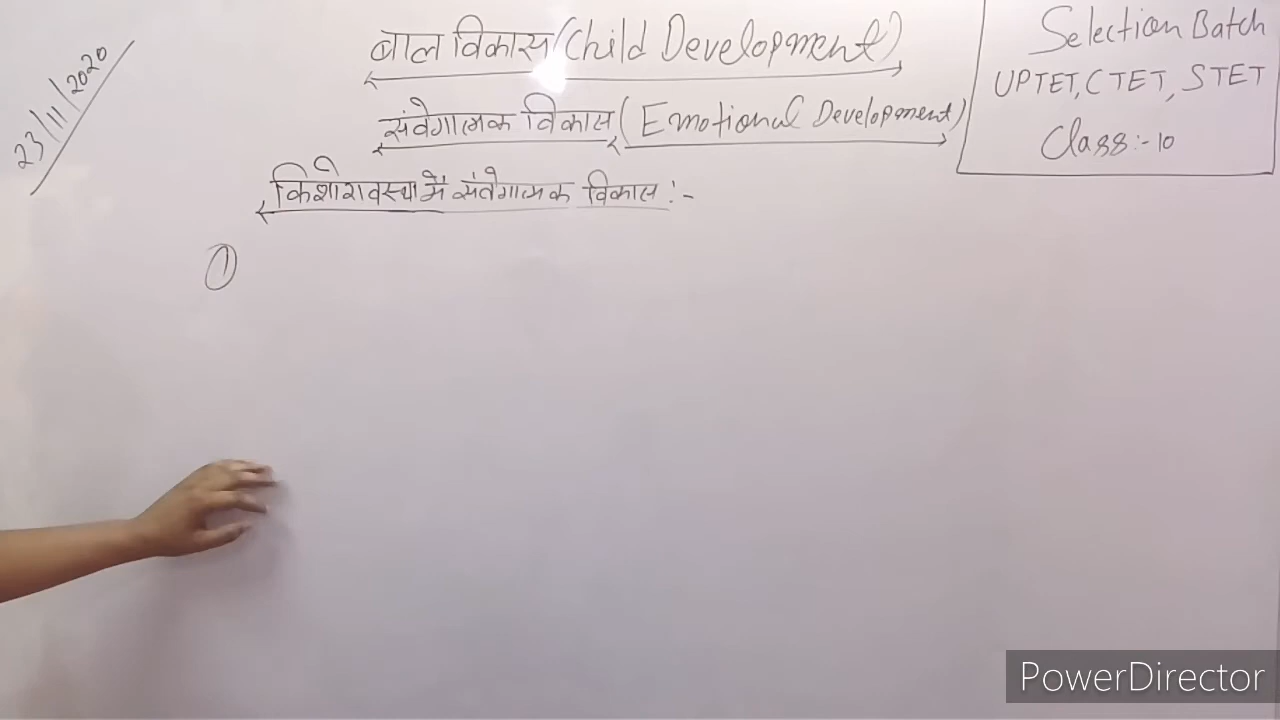 23/11/2020
बाल विकास (Child Development)
संवेगात्मक विकास (Emotional Development)
किशोरावस्था में संवेगात्मक विकास :-
①
Selection Batch
UPTET, CTET, STET
Class:- 10
PowerDirector